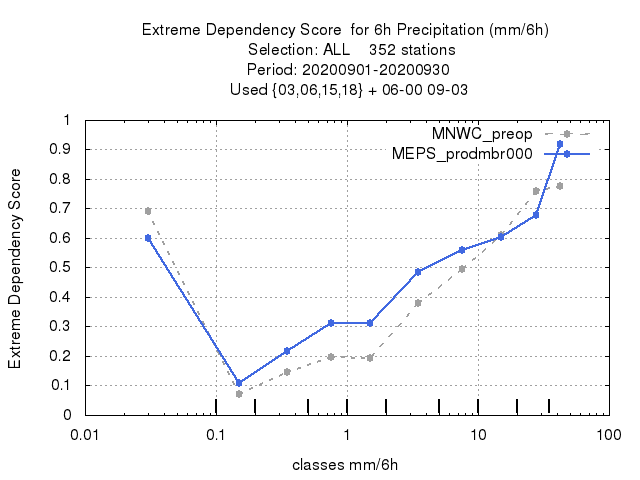 Extreme Dependency Score  for 6h Precipitation (mm/6h)
Selection: ALL    352 stations
Period: 20200901-20200930
Used {03,06,15,18} + 06-00 09-03
MNWC_preop
MEPS_prodmbr000
Extreme Dependency Score
1
0.9
0.8
0.7
0.6
0.5
0.4
0.3
0.2
0.1
0
0.01 0.1 1 10 100
classes mm/6h